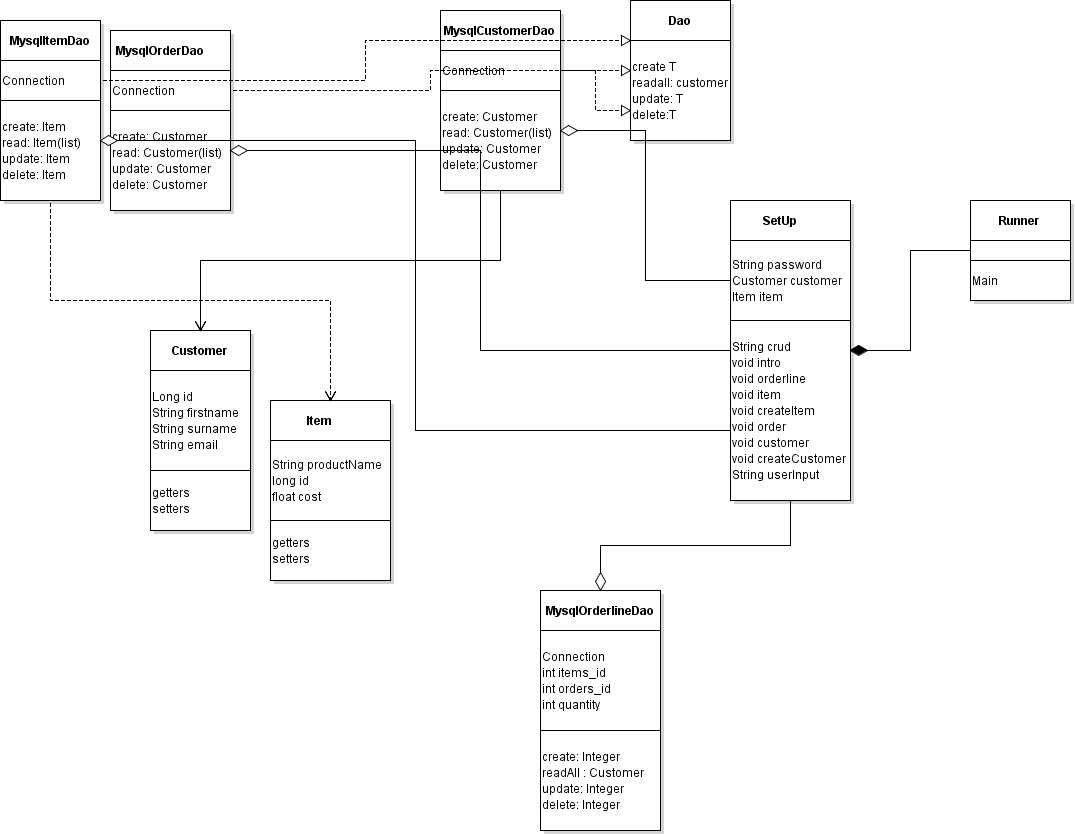 MysqlItemDao
Connection
create: Item
read: Item(list)
update: Item
delete: Item
MysqlOrderDao
Connection
create: Customer
read: Customer(list)
update: Customer
delete: Customer
MysqlCustomerDao
Connection
create: Customer
read: Customer(list)
update: Customer
delete: Customer
Dao
create T
readall: customer
update: T
delete:T
SetUp
String password
Customer customer
Item item
String crud
void intro
void orderline
void item
void createItem
void order
void customer
void createCustomer
String userInput
Runner
Main
Customer
Long id
String firstname
String surname
String email
getters
setters
Item
String productName
long id
float cost
getters
setters
MysqlOrderlineDao
Connection
int items_id
int orders_id
int quantity
create: Integer
readAll : Customer
update: Integer
delete: Integer